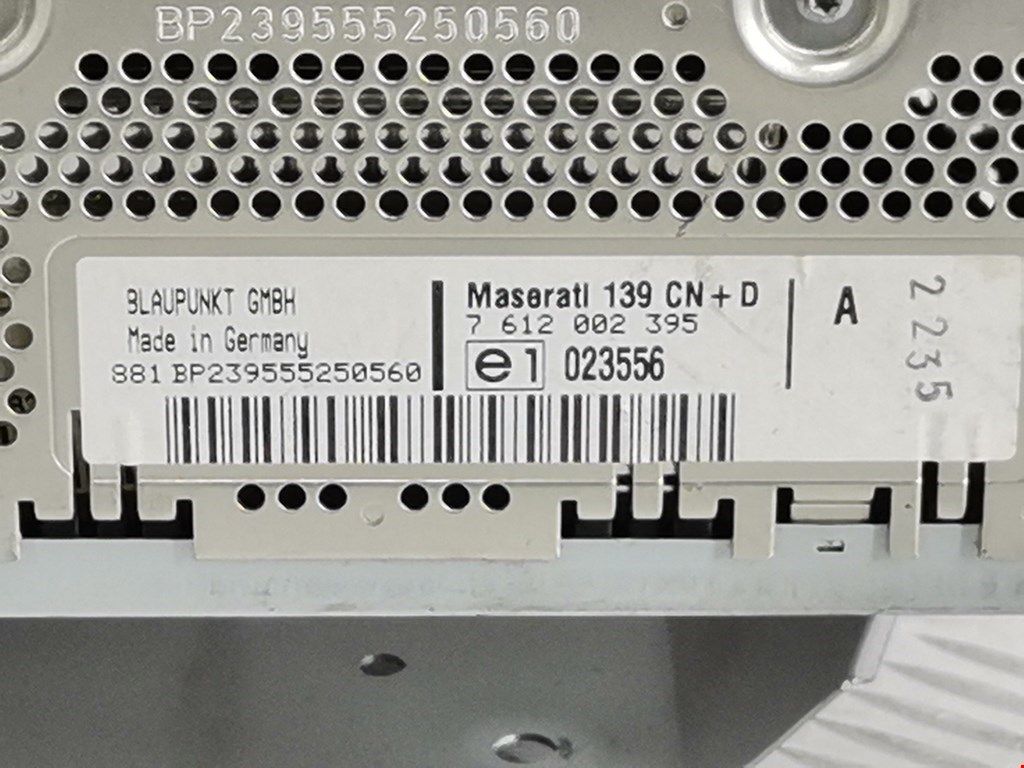 BP239555250560
BLAUPUNKT GMBH
Made in Germany
881 BP239555250560
Maserati 139 CN + D
7 612 002 395
e1 023556
A
2235